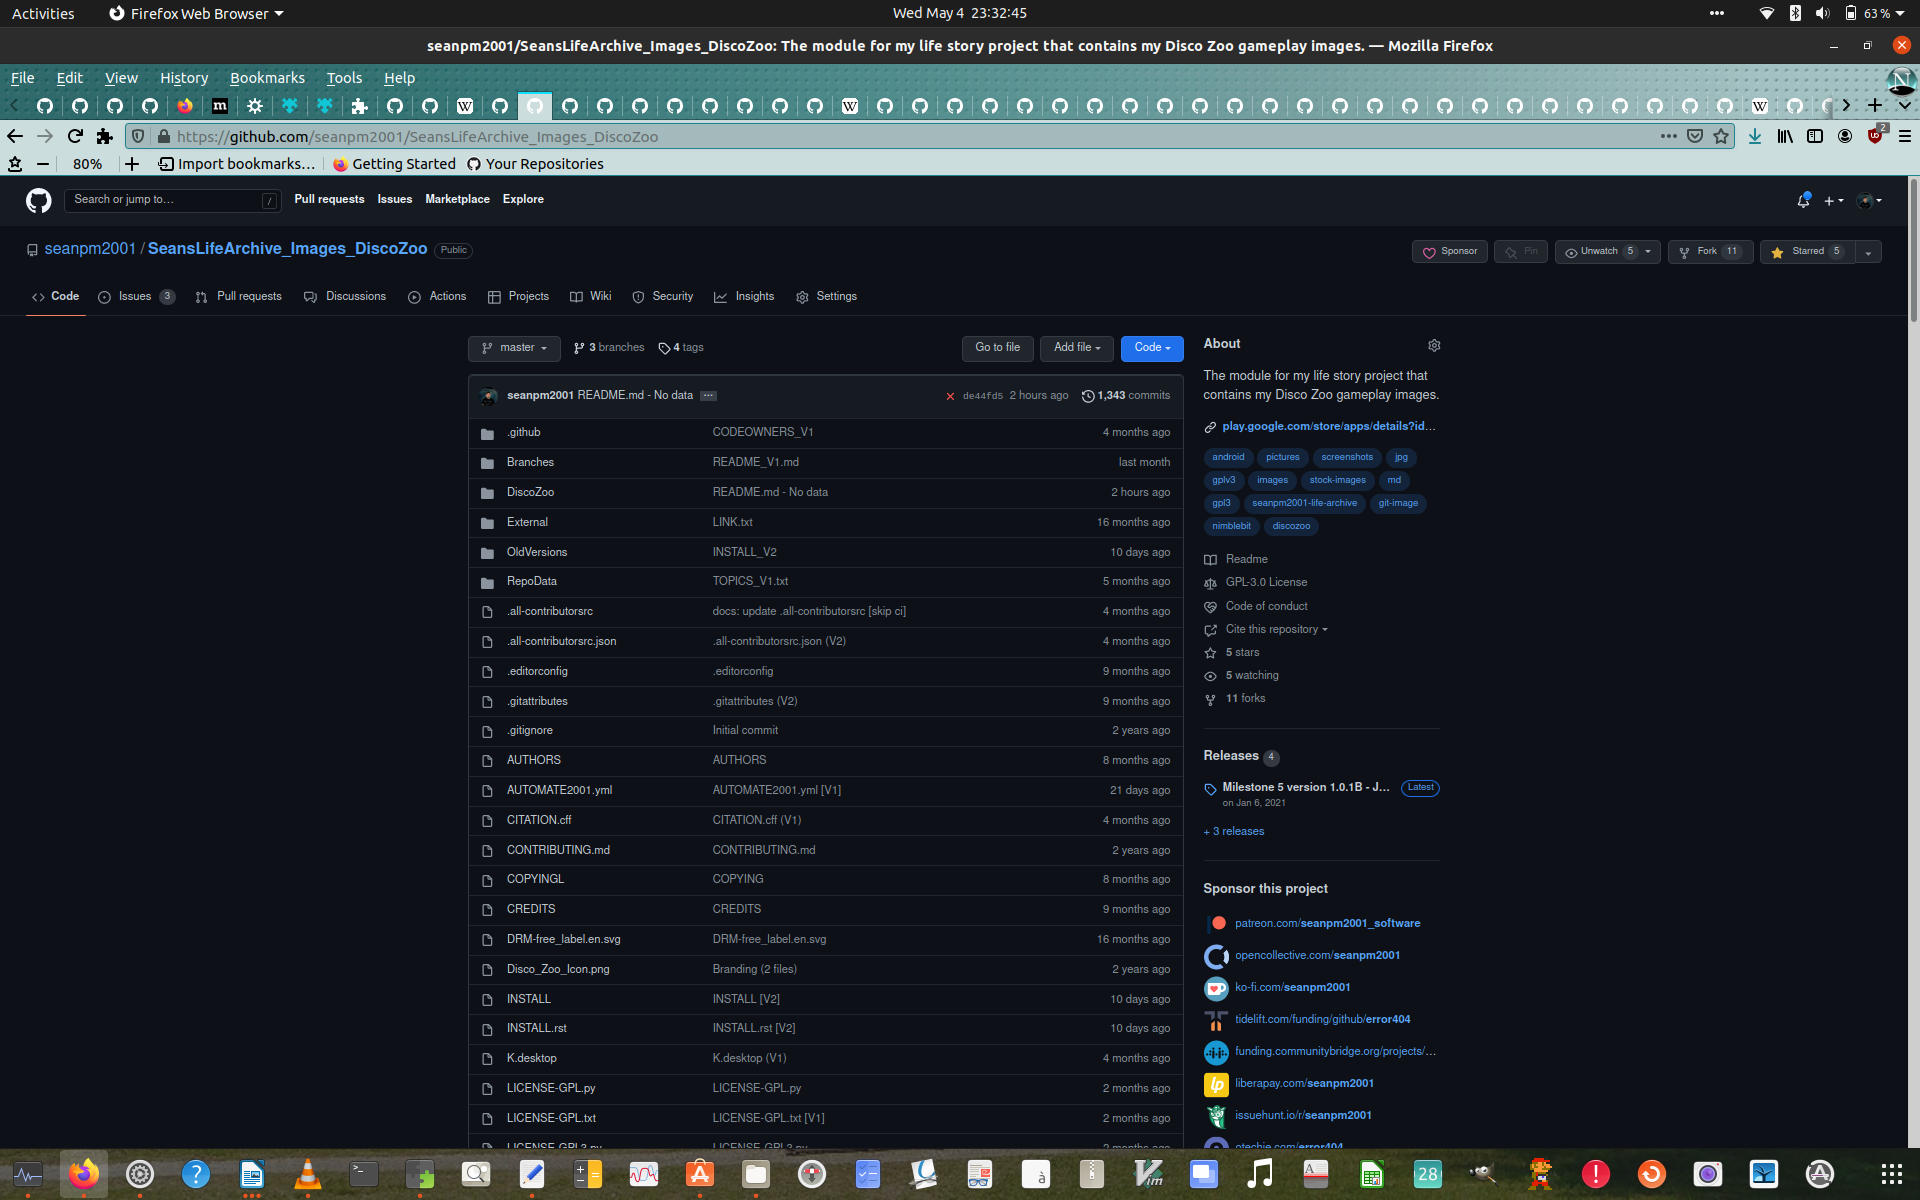 Activities
Firefox Web Browser
Wed May 4  23:32:45
63 %
seanpm2001/SeansLifeArchive_Images_DiscoZoo: The module for my life story project that contains my Disco Zoo gameplay images. — Mozilla Firefox
File Edit View History Bookmarks Tools Help
https://github.com/seanpm2001/SeansLifeArchive_Images_DiscoZoo
2
80%
Import bookmarks...
Getting Started
Your Repositories
Search or jump to...
/
Pull requests Issues Marketplace Explore
seanpm2001 / SeansLifeArchive_Images_DiscoZoo Public
Sponsor
Pin
Unwatch 5
Fork 11
Starred 5
Code
Issues 3
Pull requests
Discussions
Actions
Projects
Wiki
Security
Insights
Settings
master
3 branches
4 tags
Go to file
Add file
Code
seanpm2001 README.md - No data ... de44fd5 2 hours ago 1,343 commits
.github CODEOWNERS_V1 4 months ago
Branches README_V1.md last month
DiscoZoo README.md - No data 2 hours ago
External LINK.txt 16 months ago
OldVersions INSTALL_V2 10 days ago
RepoData TOPICS_V1.txt 5 months ago
.all-contributorsrc docs: update .all-contributorsrc [skip ci] 4 months ago
.all-contributorsrc.json .all-contributorsrc.json (V2) 4 months ago
.editorconfig .editorconfig 9 months ago
.gitattributes .gitattributes (V2) 9 months ago
.gitignore Initial commit 2 years ago
AUTHORS AUTHORS 8 months ago
AUTOMATE2001.yml AUTOMATE2001.yml [V1] 21 days ago
CITATION.cff CITATION.cff (V1) 4 months ago
CONTRIBUTING.md CONTRIBUTING.md 2 years ago
COPYINGL COPYING 8 months ago
CREDITS CREDITS 9 months ago
DRM-free_label.en.svg DRM-free_label.en.svg 16 months ago
Disco_Zoo_Icon.png Branding (2 files) 2 years ago
INSTALL INSTALL [V2] 10 days ago
INSTALL.rst INSTALL.rst [V2] 10 days ago
K.desktop K.desktop (V1) 4 months ago
LICENSE-GPL.py LICENSE-GPL.py 2 months ago
LICENSE-GPL.txt LICENSE-GPL.txt [V1] 2 months ago
LICENSE-GPL3.py LICENSE-GPL3.py 2 months ago
About
The module for my life story project that
contains my Disco Zoo gameplay images.
play.google.com/store/apps/details?id...
android pictures screenshots jpg
gplv3 images stock-images md
gpl3 seanpm2001-life-archive git-image
nimblebit discozoo
Readme
GPL-3.0 License
Code of conduct
Cite this repository
5 stars
5 watching
11 forks
Releases 4
Milestone 5 version 1.0.1B - J... Latest
on Jan 6, 2021
+ 3 releases
Sponsor this project
patreon.com/seanpm2001_software
opencollective.com/seanpm2001
ko-fi.com/seanpm2001
tidelift.com/funding/github/error404
funding.communitybridge.org/projects/...
liberapay.com/seanpm2001
issuehunt.io/r/seanpm2001
otechie.com/error404
28